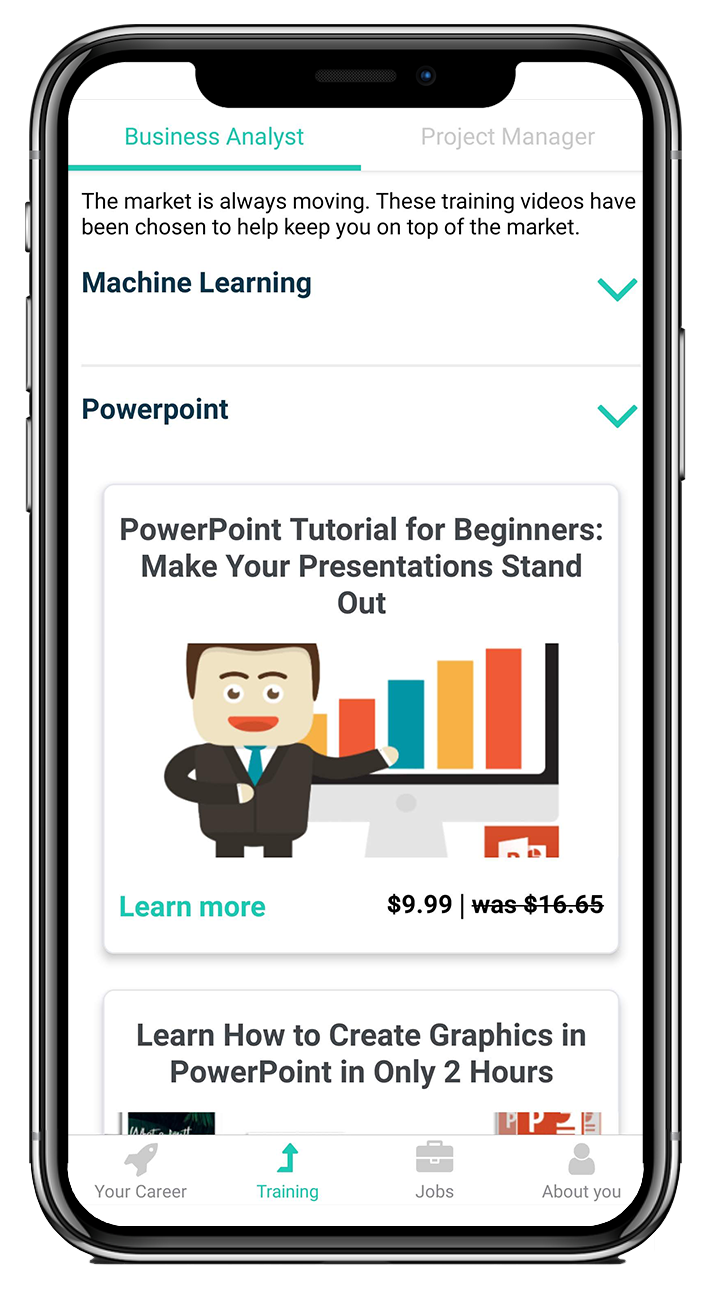 Business Analyst
Project Manager
The market is always moving. These training videos have
been chosen to help keep you on top of the market.
Machine Learning
Powerpoint
PowerPoint Tutorial for Beginners:
Make Your Presentations Stand
Out
Learn more
$9.99 | was $16.65
Learn How to Create Graphics in
PowerPoint in Only 2 Hours
P
Your Career
Training
Jobs
About you